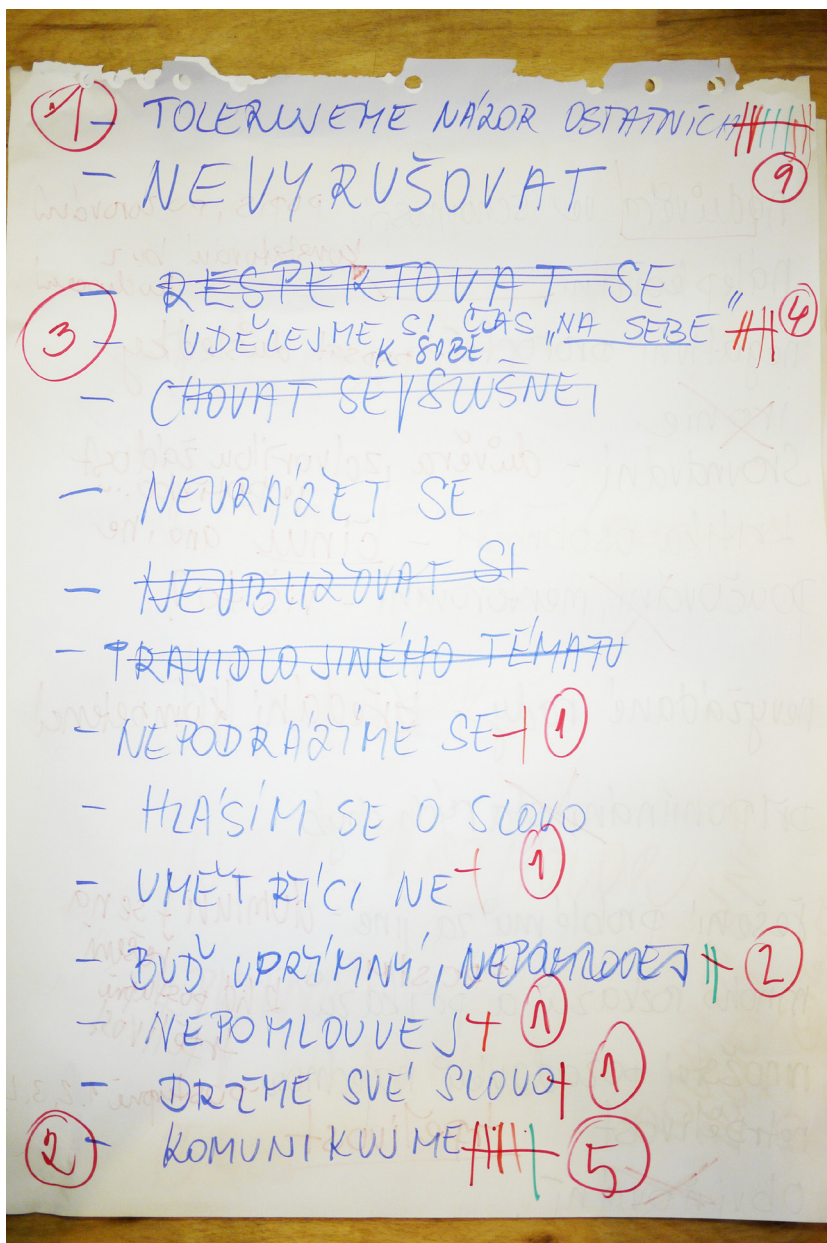 1 - TOLERUJEME NÁZOR OSTATNÍCH 9
- NEVYRUŠOVAT
- RESPEKTOVAT SE
3 - UDĚLEJME SI ČAS „NA SEBE" 4
K SOBĚ
- CHOVAT SE SLUŠNĚ
- NEURÁŽET SE
- NEUBLIŽOVAT SI
- PRAVIDLO JINÉHO TÉMATU
- NEPODRÁŽÍME SE 1
- HLÁSÍM SE O SLOVO
- UMĚT ŘÍCI NE 1
- BUĎ UPŘÍMNÝ, NEPOMLOUVEJ 2
- NEPOMLOUVEJ 1
- DRŽME SVÉ SLOVO 1
2 - KOMUNIKUJME 5